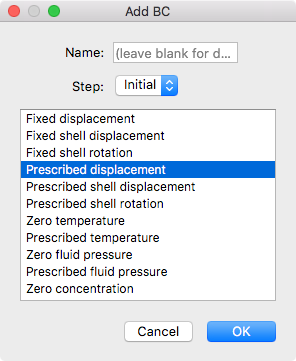 Add BC
Name: (leave blank for d...
Step: Initial
Fixed displacement
Fixed shell displacement
Fixed shell rotation
Prescribed displacement
Prescribed shell displacement
Prescribed shell rotation
Zero temperature
Prescribed temperature
Zero fluid pressure
Prescribed fluid pressure
Zero concentration
Cancel OK